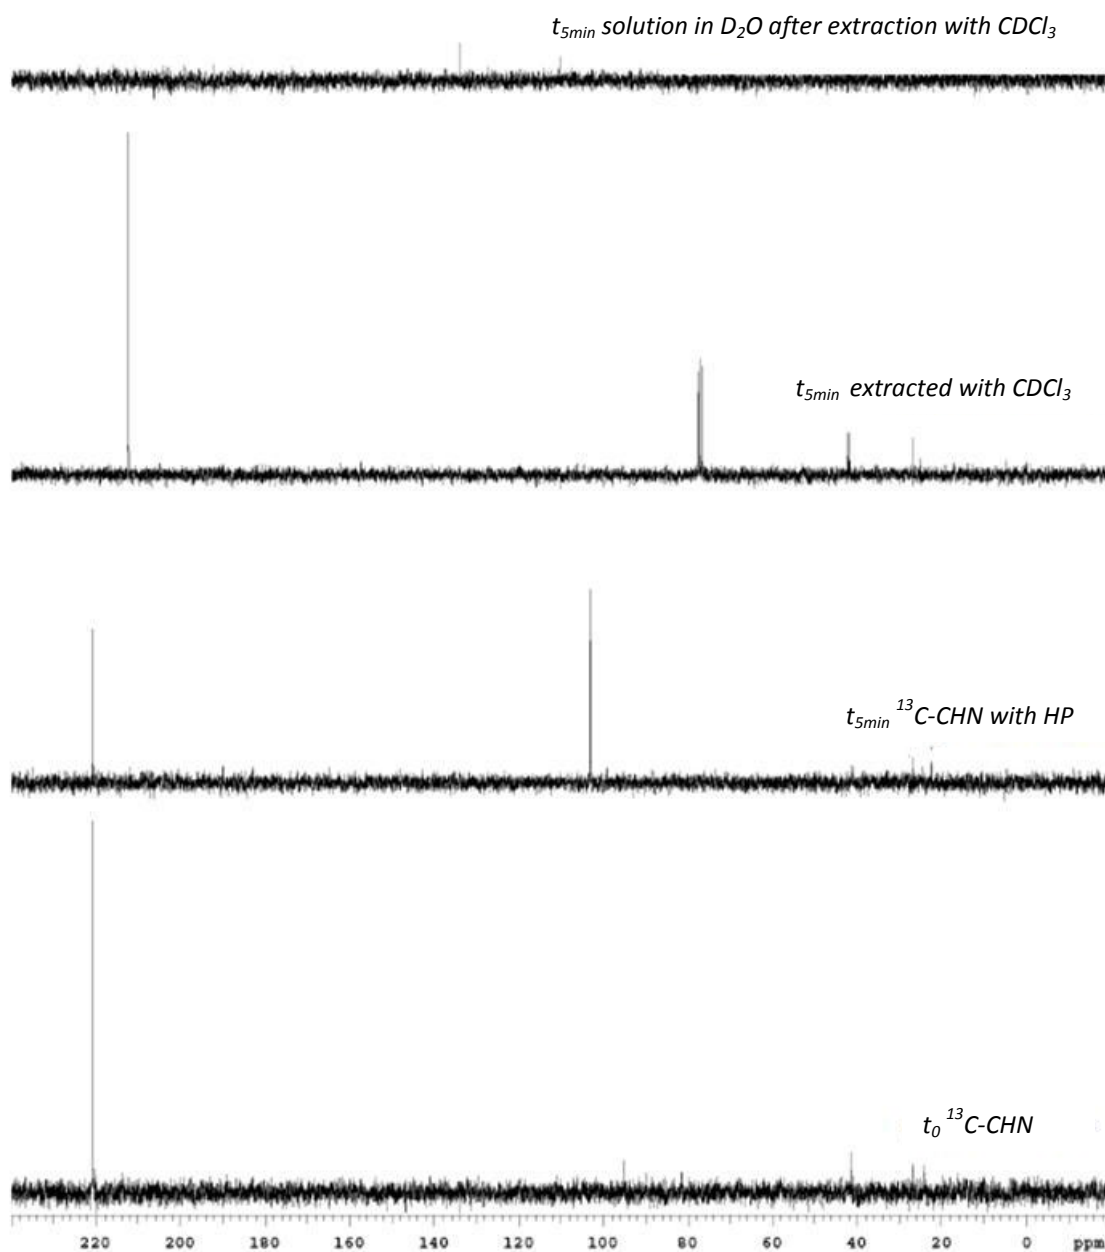 t5min solution in D2O after extraction with CDCl3
t5min extracted with CDCl3
t5min 13C-CHN with HP
t0 13C-CHN
220 200 180 160 140 120 100 80 60 40 20 0 ppm